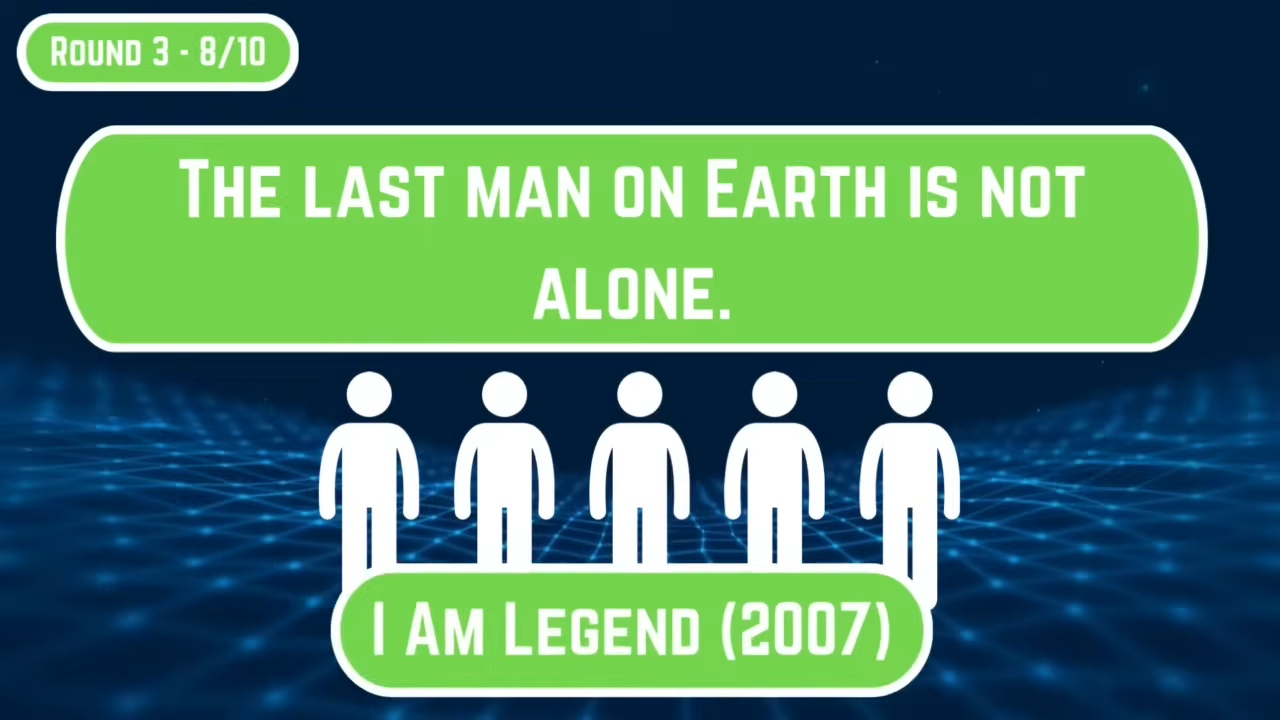 Round 3 - 8/10
The last man on Earth is not
alone.
I Am Legend (2007)